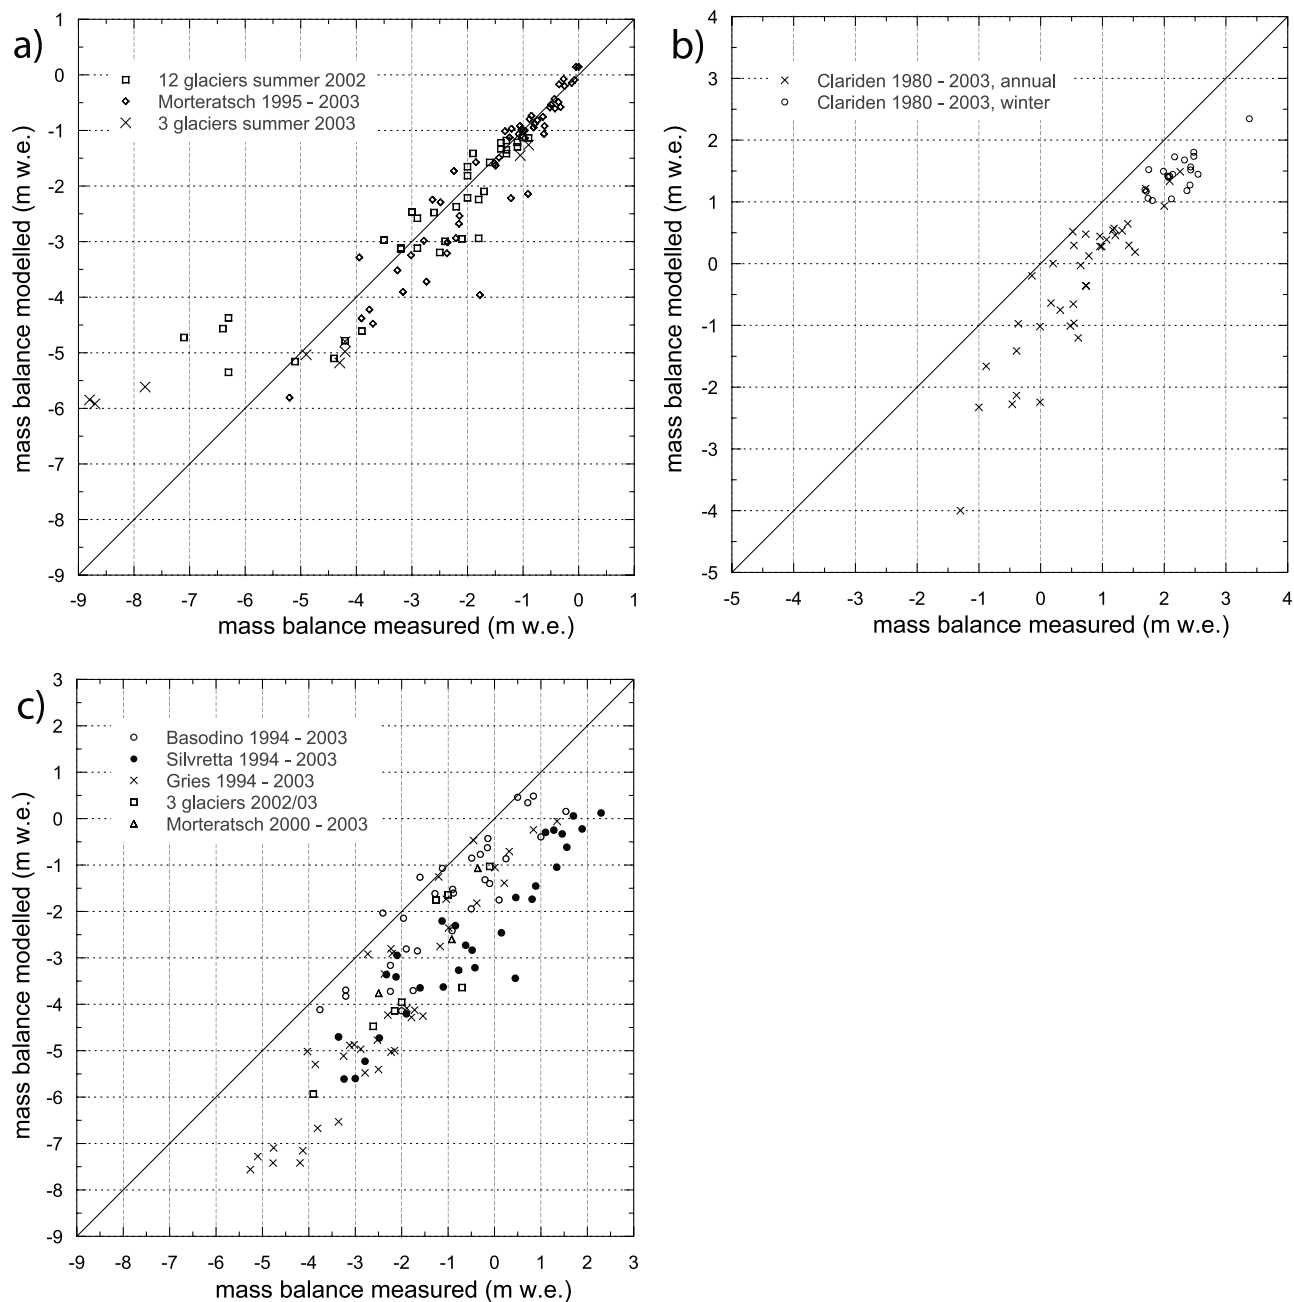 a)
12 glaciers summer 2002
Morteratsch 1995 - 2003
3 glaciers summer 2003
1
0
-1
-2
-3
-4
-5
-6
-7
-8
-9
mass balance modelled (m w.e.)
-9 -8 -7 -6 -5 -4 -3 -2 -1 0 1
mass balance measured (m w.e.)
b)
Clariden 1980 - 2003, annual
Clariden 1980 - 2003, winter
4
3
2
1
0
-1
-2
-3
-4
-5
mass balance modelled (m w.e.)
-5 -4 -3 -2 -1 0 1 2 3 4
mass balance measured (m w.e.)
c)
Basodino 1994 - 2003
Silvretta 1994 - 2003
Gries 1994 - 2003
3 glaciers 2002/03
Morteratsch 2000 - 2003
3
2
1
0
-1
-2
-3
-4
-5
-6
-7
-8
-9
mass balance modelled (m w.e.)
-9 -8 -7 -6 -5 -4 -3 -2 -1 0 1 2 3
mass balance measured (m w.e.)